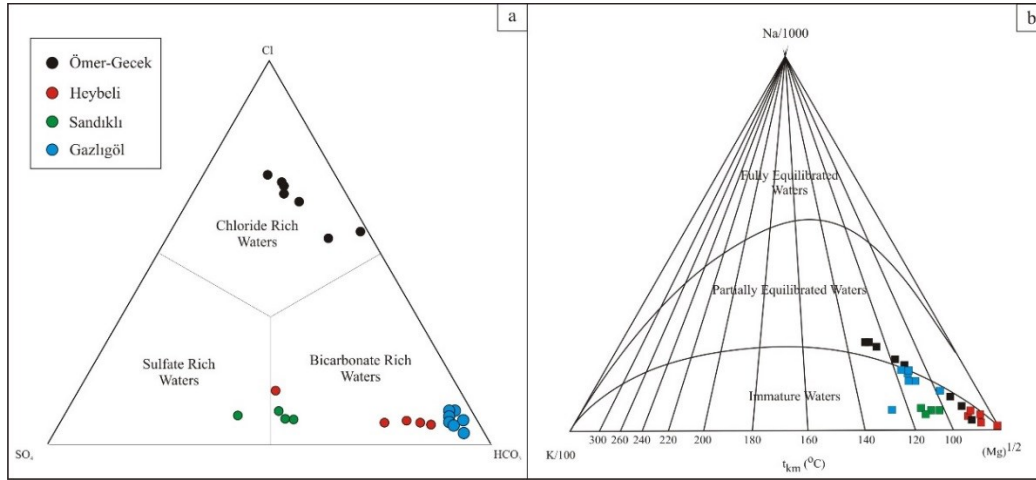 a
Cl
Ömer-Gecek
Heybeli
Sandıklı
Gazlıgöl
Chloride Rich
Waters
Sulfate Rich
Waters
Bicarbonate Rich
Waters
SO₄
HCO₃
b
Na/1000
Fully Equilibrated
Waters
Partially Equilibrated Waters
Immature Waters
300 260 240 220 200 180 160 140 120 100
K/100
(Mg)^1/2
t_km (°C)